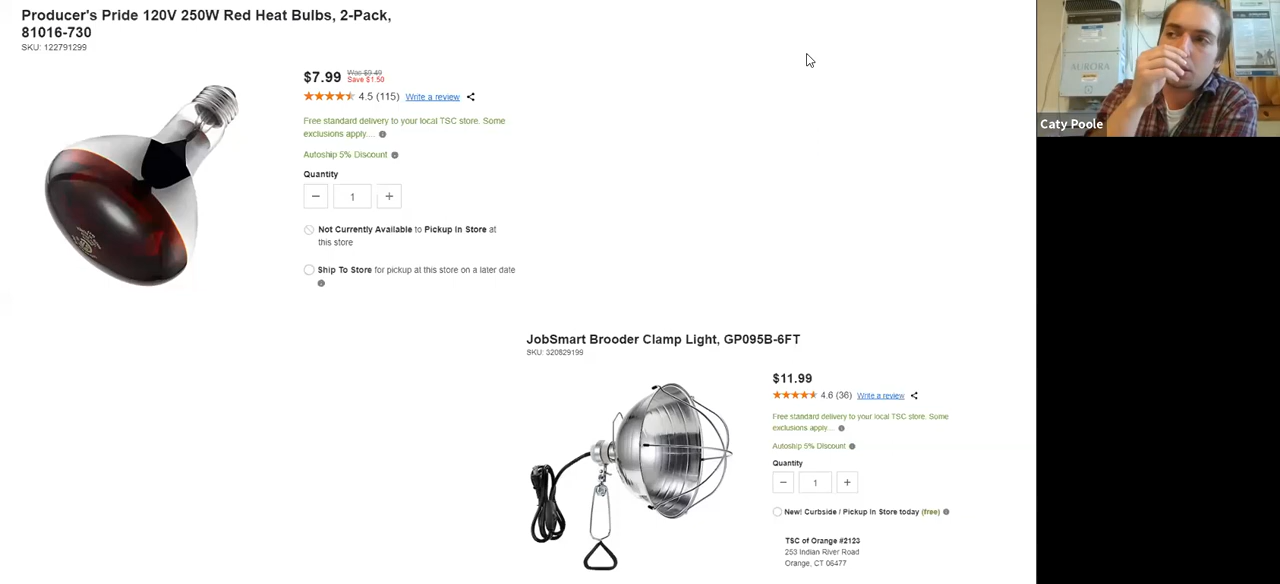 Producer's Pride 120V 250W Red Heat Bulbs, 2-Pack,
81016-730
SKU: 122791299
$7.99 Was $9.49
Save $1.50
4.5 (115) Write a review
Free standard delivery to your local TSC store. Some
exclusions apply....
Autoship 5% Discount
Quantity
− 1 +
Not Currently Available to Pickup In Store at
this store
Ship To Store for pickup at this store on a later date
JobSmart Brooder Clamp Light, GP095B-6FT
SKU: 320829199
$11.99
4.6 (36) Write a review
Free standard delivery to your local TSC store. Some
exclusions apply....
Autoship 5% Discount
Quantity
− 1 +
New! Curbside / Pickup In Store today (free)
TSC of Orange #2123
253 Indian River Road
Orange, CT 06477
AURORA
Caty Poole